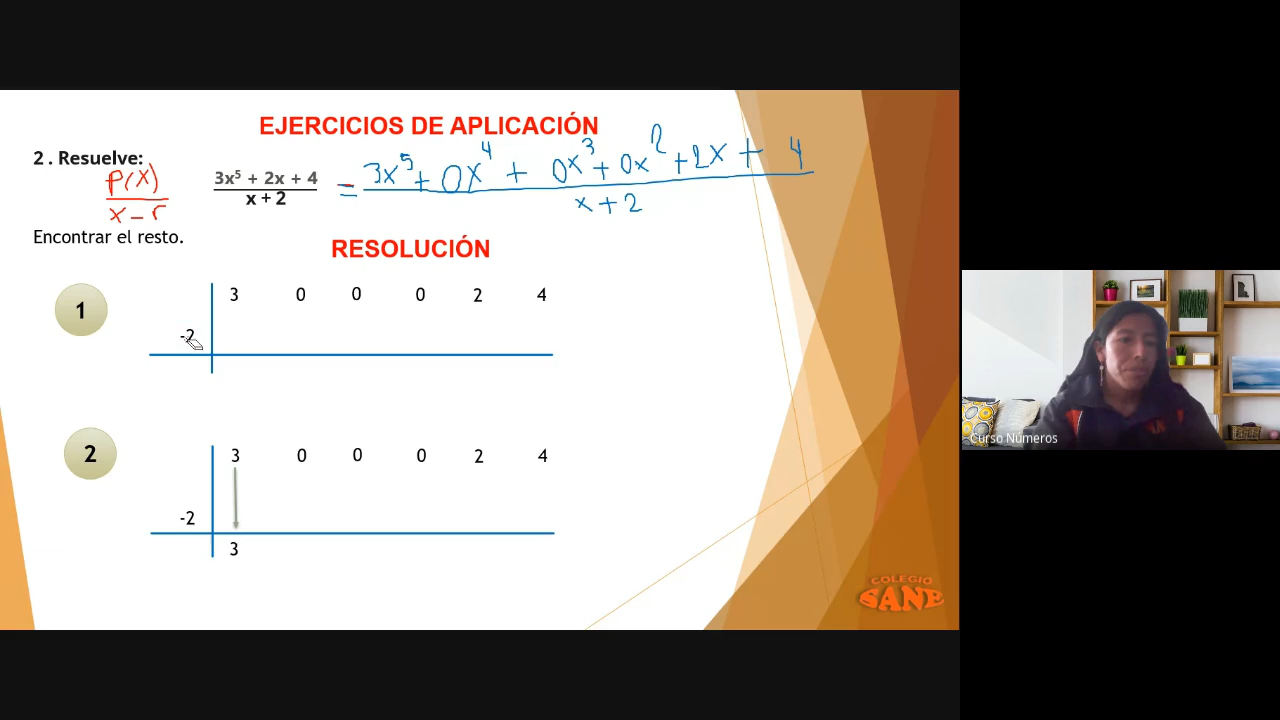 EJERCICIOS DE APLICACIÓN
2 . Resuelve:
P(X)
x - r
3x⁵ + 2x + 4
x + 2
= 3x⁵ + 0x⁴ + 0x³ + 0x² + 2x + 4
x + 2
Encontrar el resto.
RESOLUCIÓN
1
3 0 0 0 2 4
-2
2
3 0 0 0 2 4
-2
3
COLEGIO
SANE
Curso Números